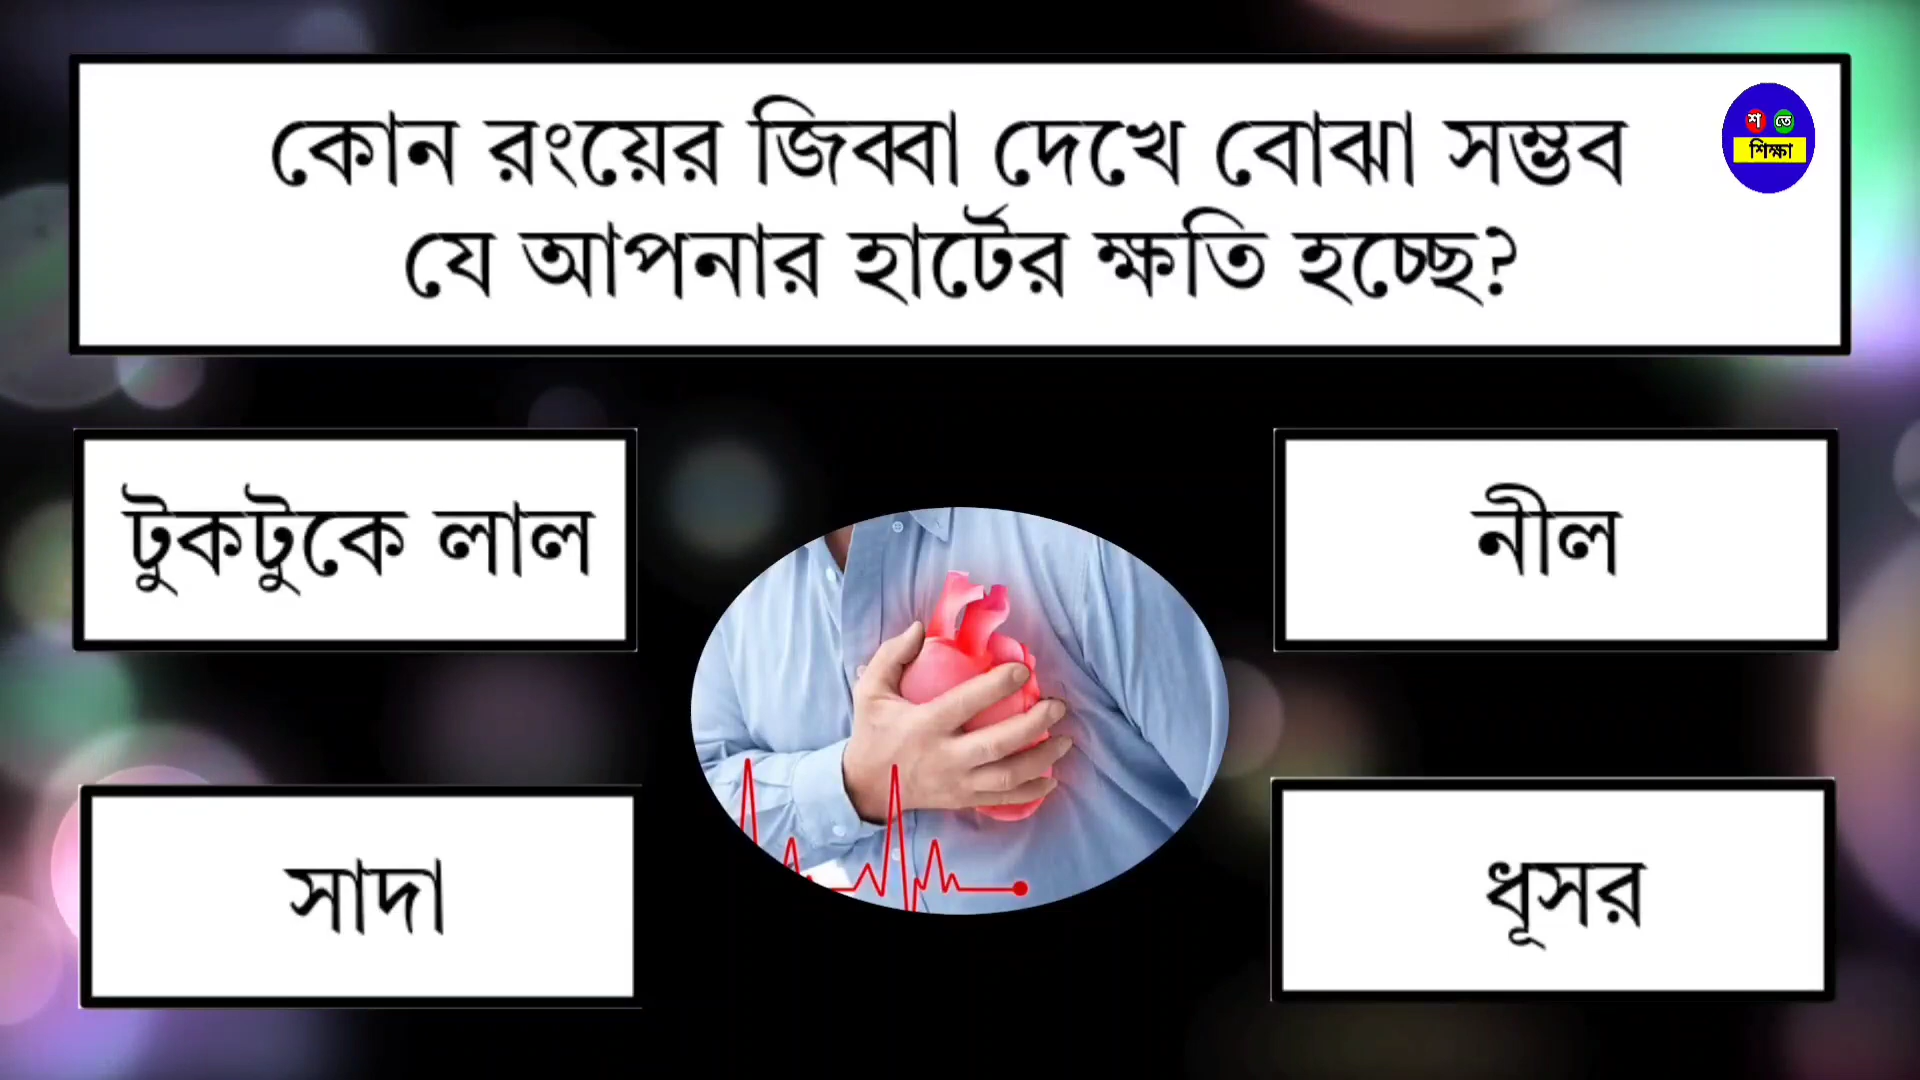 কোন রংয়ের জিব্বা দেখে বোঝা সম্ভব
যে আপনার হার্টের ক্ষতি হচ্ছে?
শ তে
শিক্ষা
টুকটুকে লাল
নীল
সাদা
ধূসর